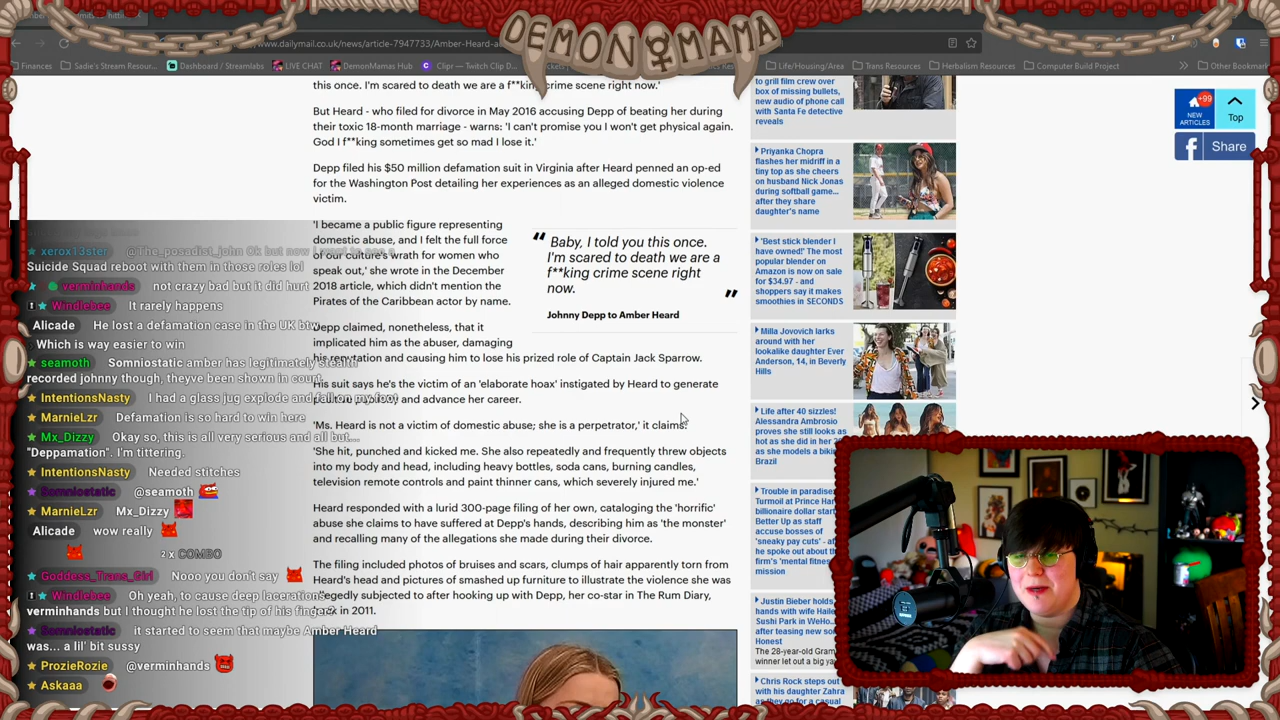 DEMON MAMA
.dailymail.co.uk/news/article-7947733/Amber-Heard-a
Finances
Sadie's Stream Resour...
Dashboard / Streamlabs
LIVE CHAT
DemonMamas Hub
Clipr — Twitch Clip D...
Life/Housing/Area
Trans Resources
Herbalism Resources
Computer Build Project
Other Bookmark
this once. I'm scared to death we are a f**king crime scene right now.'
But Heard - who filed for divorce in May 2016 accusing Depp of beating her during
their toxic 18-month marriage - warns: 'I can't promise you I won't get physical again.
God I f**king sometimes get so mad I lose it.'
Depp filed his $50 million defamation suit in Virginia after Heard penned an op-ed
for the Washington Post detailing her experiences as an alleged domestic violence
victim.
'I became a public figure representing
domestic abuse, and I felt the full force
of our culture's wrath for women who
speak out,' she wrote in the December
2018 article, which didn't mention the
Pirates of the Caribbean actor by name.
Depp claimed, nonetheless, that it
implicated him as the abuser, damaging
his reputation and causing him to lose his prized role of Captain Jack Sparrow.
His suit says he's the victim of an 'elaborate hoax' instigated by Heard to generate
and advance her career.
'Ms. Heard is not a victim of domestic abuse; she is a perpetrator,' it claims.
'She hit, punched and kicked me. She also repeatedly and frequently threw objects
into my body and head, including heavy bottles, soda cans, burning candles,
television remote controls and paint thinner cans, which severely injured me.'
Heard responded with a lurid 300-page filing of her own, cataloging the 'horrific'
abuse she claims to have suffered at Depp's hands, describing him as 'the monster'
and recalling many of the allegations she made during their divorce.
The filing included photos of bruises and scars, clumps of hair apparently torn from
Heard's head and pictures of smashed up furniture to illustrate the violence she was
allegedly subjected to after hooking up with Depp, her co-star in The Rum Diary,
back in 2011.
“ Baby, I told you this once.
I'm scared to death we are a
f**king crime scene right
now. ”
Johnny Depp to Amber Heard
xerox13ster @The_posadist_john Ok but now I
Suicide Squad reboot with them in those roles lol
verminhands not crazy bad but it did hurt
Windlebee It rarely happens
Alicade He lost a defamation case in the UK btw.
Which is way easier to win
seamoth Somniostatic amber has legitimately
recorded johnny though, theyve been shown in court
IntentionsNasty I had a glass jug explode and fall on my foot
MarnieLzr Defamation is so hard to win here
Mx_Dizzy Okay so, this is all very serious and all but....
"Deppamation". I'm tittering.
IntentionsNasty Needed stitches
Somniostatic @seamoth
MarnieLzr Mx_Dizzy
Alicade wow really
2 x COMBO
Goddess_Trans_Girl Nooo you don't say
Windlebee Oh yeah, to cause deep lacerations
verminhands but I thought he lost the tip of his finger?
Somniostatic it started to seem that maybe Amber Heard
was... a lil' bit sussy
ProzieRozie @verminhands
Askaaa
to grill film crew over
box of missing bullets,
new audio of phone call
with Santa Fe detective
reveals
Priyanka Chopra
flashes her midriff in a
tiny top as she cheers
on husband Nick Jonas
during softball game...
after they share
daughter's name
'Best stick blender I
have owned!' The most
popular blender on
Amazon is now on sale
for $34.97 - and
shoppers say it makes
smoothies in SECONDS
Milla Jovovich larks
around with her
lookalike daughter Ever
Anderson, 14, in Beverly
Hills
Life after 40 sizzles!
Alessandra Ambrosio
proves she still looks as
hot as she did in her
as she models a bikini
Brazil
Trouble in paradise
Turmoil at Prince Har
billionaire dollar start
Better Up as staff
accuse bosses of
'sneaky pay cuts' - af
he spoke out about th
firm's 'mental fitness
mission
Justin Bieber holds
hands with wife Haile
Sushi Park in WeHo...
after teasing new son
Honest
The 28-year-old Gram
winner let out a big ya
Chris Rock steps out
with his daughter Zahra
as they go for a casual
+99
NEW
ARTICLES
Top
Share